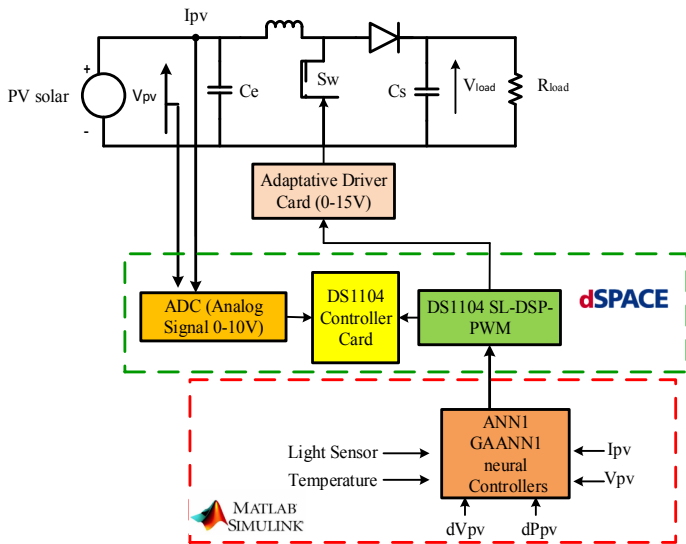 Ipv
+
PV solar
-
Vpv
Ce
Sw
Cs
Vload
Rload
Adaptative Driver
Card (0-15V)
ADC (Analog
Signal 0-10V)
DS1104
Controller
Card
DS1104 SL-DSP-
PWM
dSPACE
ANN1
GAANN1
neural
Controllers
Light Sensor
Temperature
Ipv
Vpv
dVpv
dPpv
MATLAB
SIMULINK